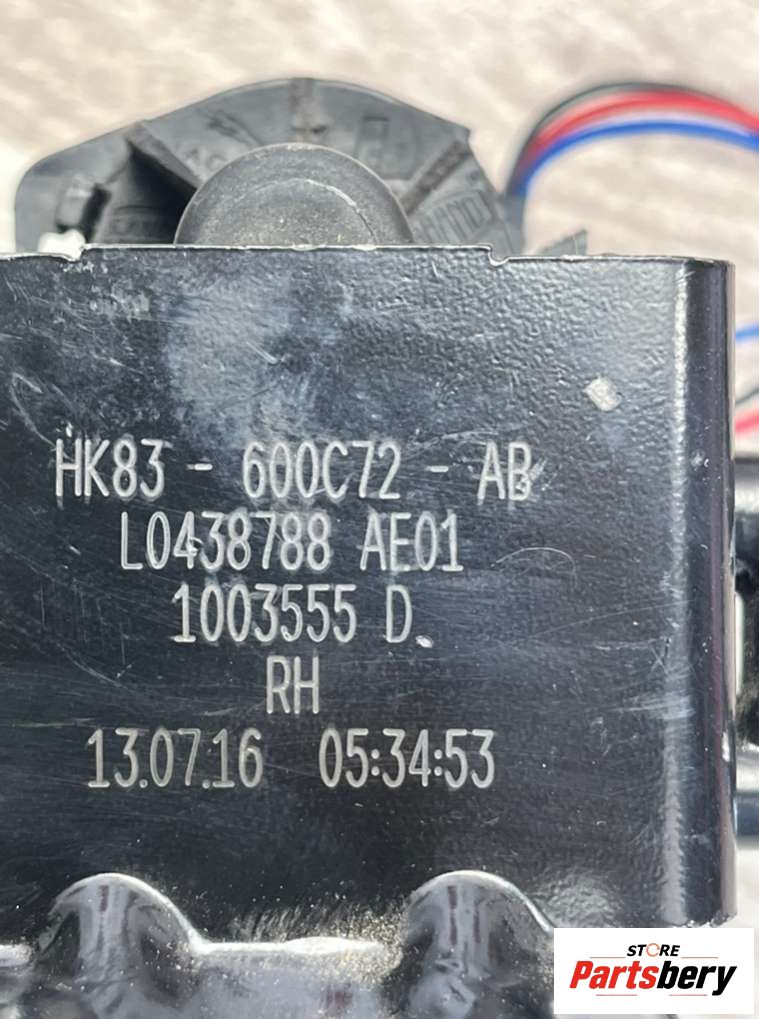 HK83 - 600C72 - AB
L0438788 AE01
1003555 D
RH
13.07.16 05:34:53
STORE
Partsbery